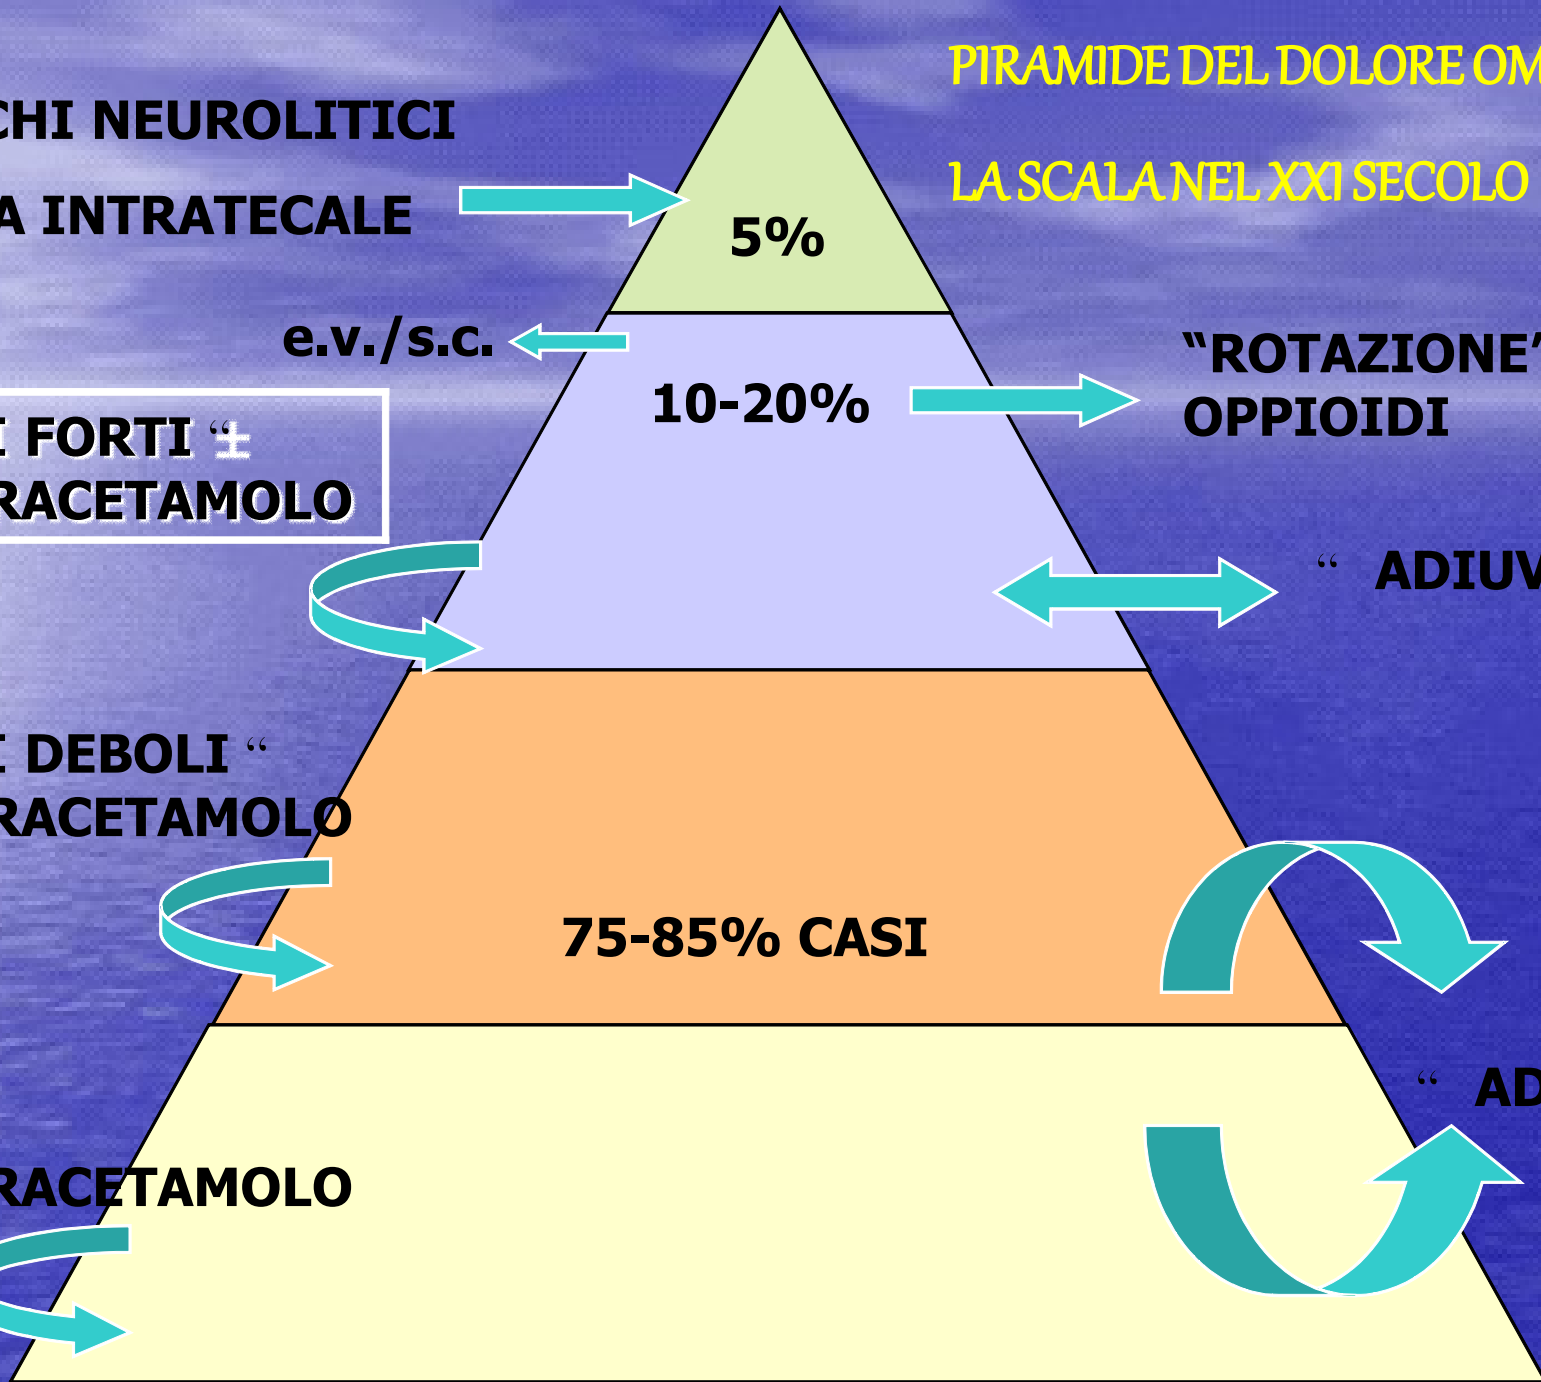 PIRAMIDE DEL DOLORE OM
LA SCALA NEL XXI SECOLO
CHI NEUROLITICI
A INTRATECALE
5%
e.v./s.c.
10-20%
“ROTAZIONE”
OPPIOIDI
I FORTI “±
RACETAMOLO
“ ADIUV
I DEBOLI “
RACETAMOLO
75-85% CASI
“ AD
RACETAMOLO